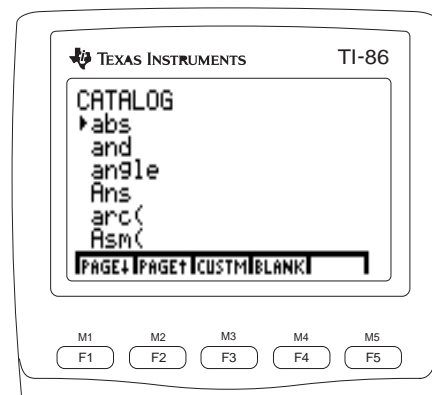 TEXAS INSTRUMENTS TI-86
CATALOG
abs
and
angle
Ans
arc(
Asm(
PAGE↓ PAGE↑ CUSTM BLANK
M1 M2 M3 M4 M5
F1 F2 F3 F4 F5